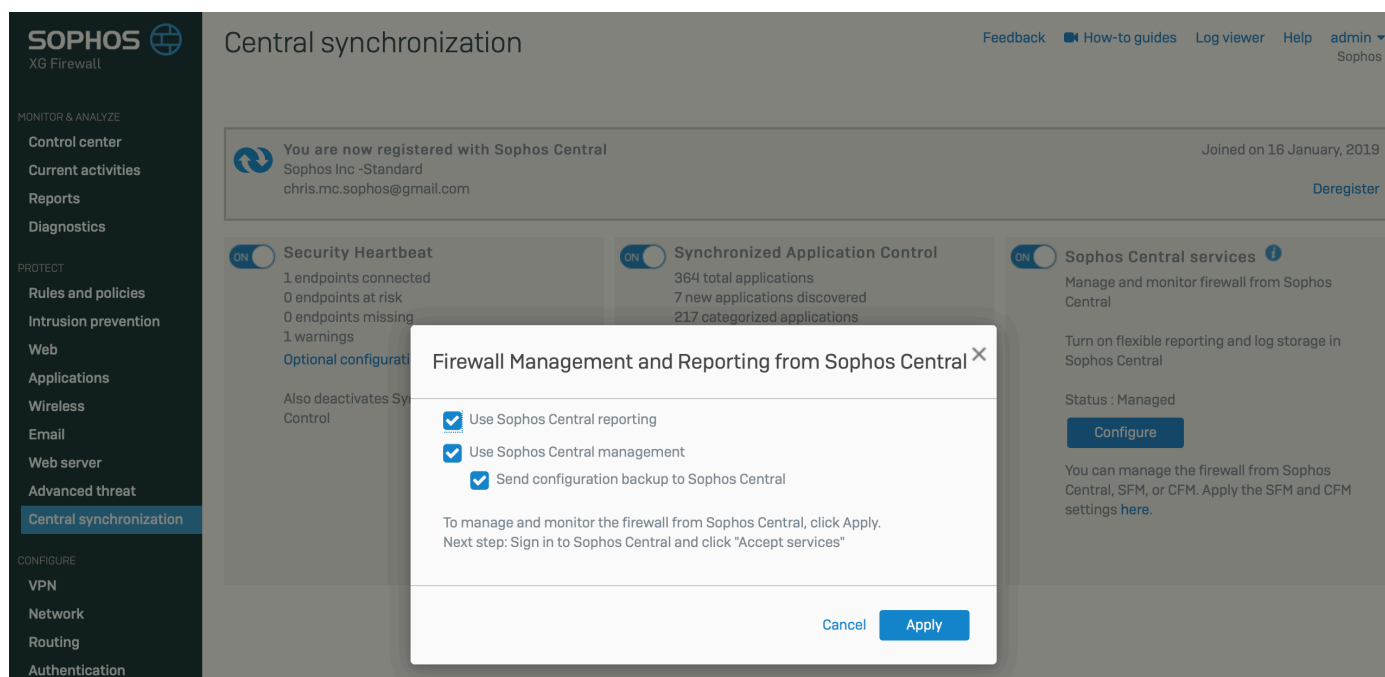 SOPHOS
XG Firewall
MONITOR & ANALYZE
Control center
Current activities
Reports
Diagnostics
PROTECT
Rules and policies
Intrusion prevention
Web
Applications
Wireless
Email
Web server
Advanced threat
Central synchronization
CONFIGURE
VPN
Network
Routing
Authentication
Central synchronization
Feedback How-to guides Log viewer Help admin
Sophos
You are now registered with Sophos Central
Sophos Inc -Standard
chris.mc.sophos@gmail.com
Joined on 16 January, 2019
Deregister
ON Security Heartbeat
1 endpoints connected
0 endpoints at risk
0 endpoints missing
1 warnings
Optional configurati
Also deactivates Sy
Control
ON Synchronized Application Control
364 total applications
7 new applications discovered
217 categorized applications
ON Sophos Central services
Manage and monitor firewall from Sophos
Central
Turn on flexible reporting and log storage in
Sophos Central
Status : Managed
Configure
You can manage the firewall from Sophos
Central, SFM, or CFM. Apply the SFM and CFM
settings here.
Firewall Management and Reporting from Sophos Central
Use Sophos Central reporting
Use Sophos Central management
Send configuration backup to Sophos Central
To manage and monitor the firewall from Sophos Central, click Apply.
Next step: Sign in to Sophos Central and click "Accept services"
Cancel Apply